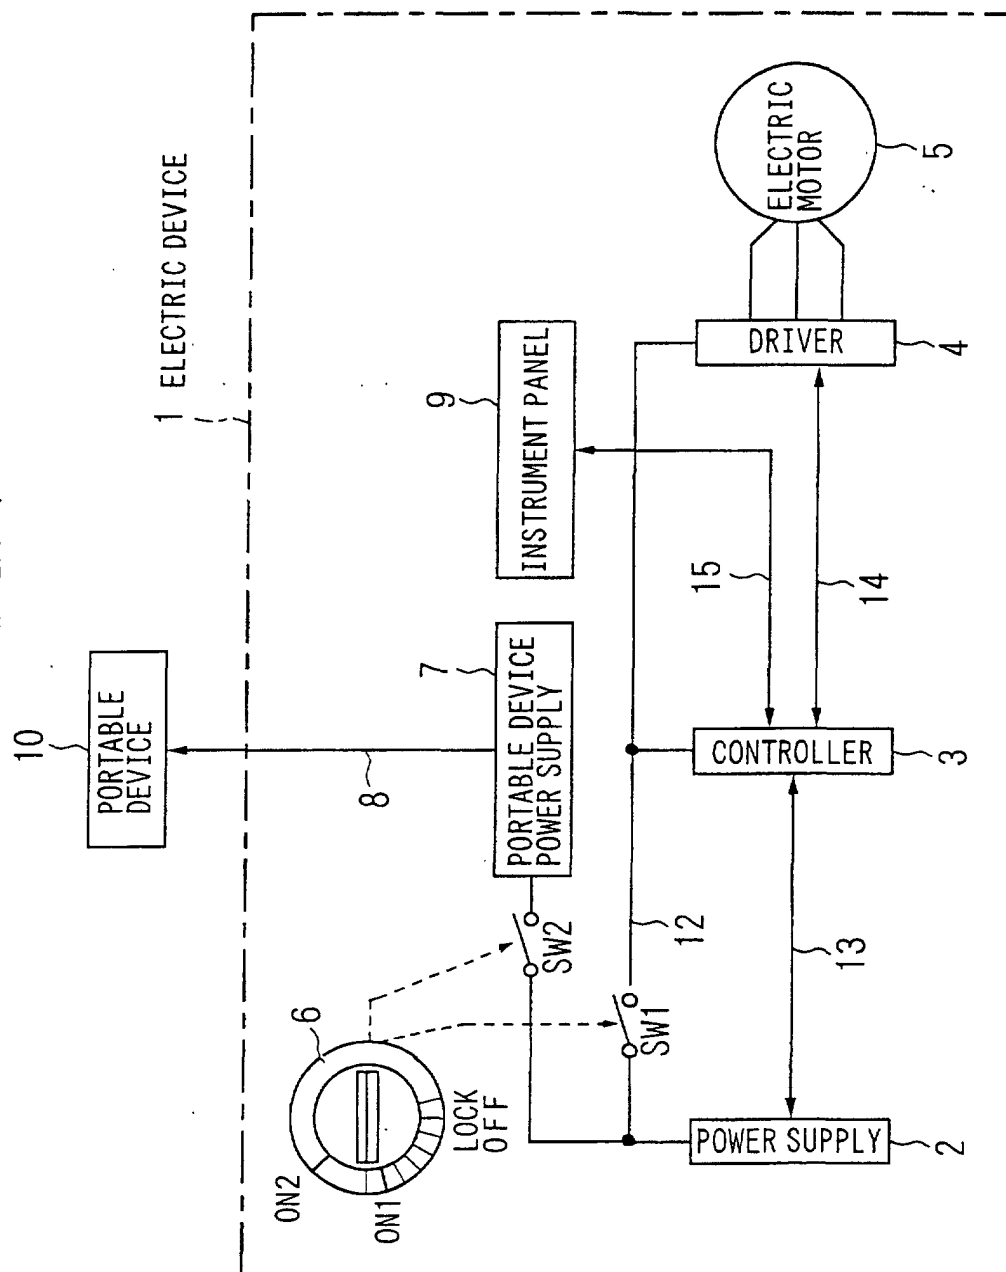 1 ELECTRIC DEVICE
10
PORTABLE
DEVICE
8
7
PORTABLE DEVICE
POWER SUPPLY
9
INSTRUMENT PANEL
6
ON2
ON1
LOCK
OFF
SW2
SW1
12
15
14
13
POWER SUPPLY
2
CONTROLLER
3
DRIVER
4
ELECTRIC
MOTOR
5